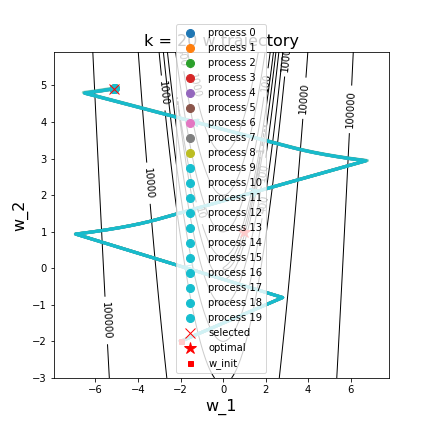 k = 20 w trajectory
process 0
process 1
process 2
process 3
process 4
process 5
process 6
process 7
process 8
process 9
process 10
process 11
process 12
process 13
process 14
process 15
process 16
process 17
process 18
process 19
selected
optimal
w_init
1000
1000
10000
10000
100000
100000
100000
w_2
5
4
3
2
1
0
−1
−2
−3
−6
−4
−2
0
2
4
6
w_1